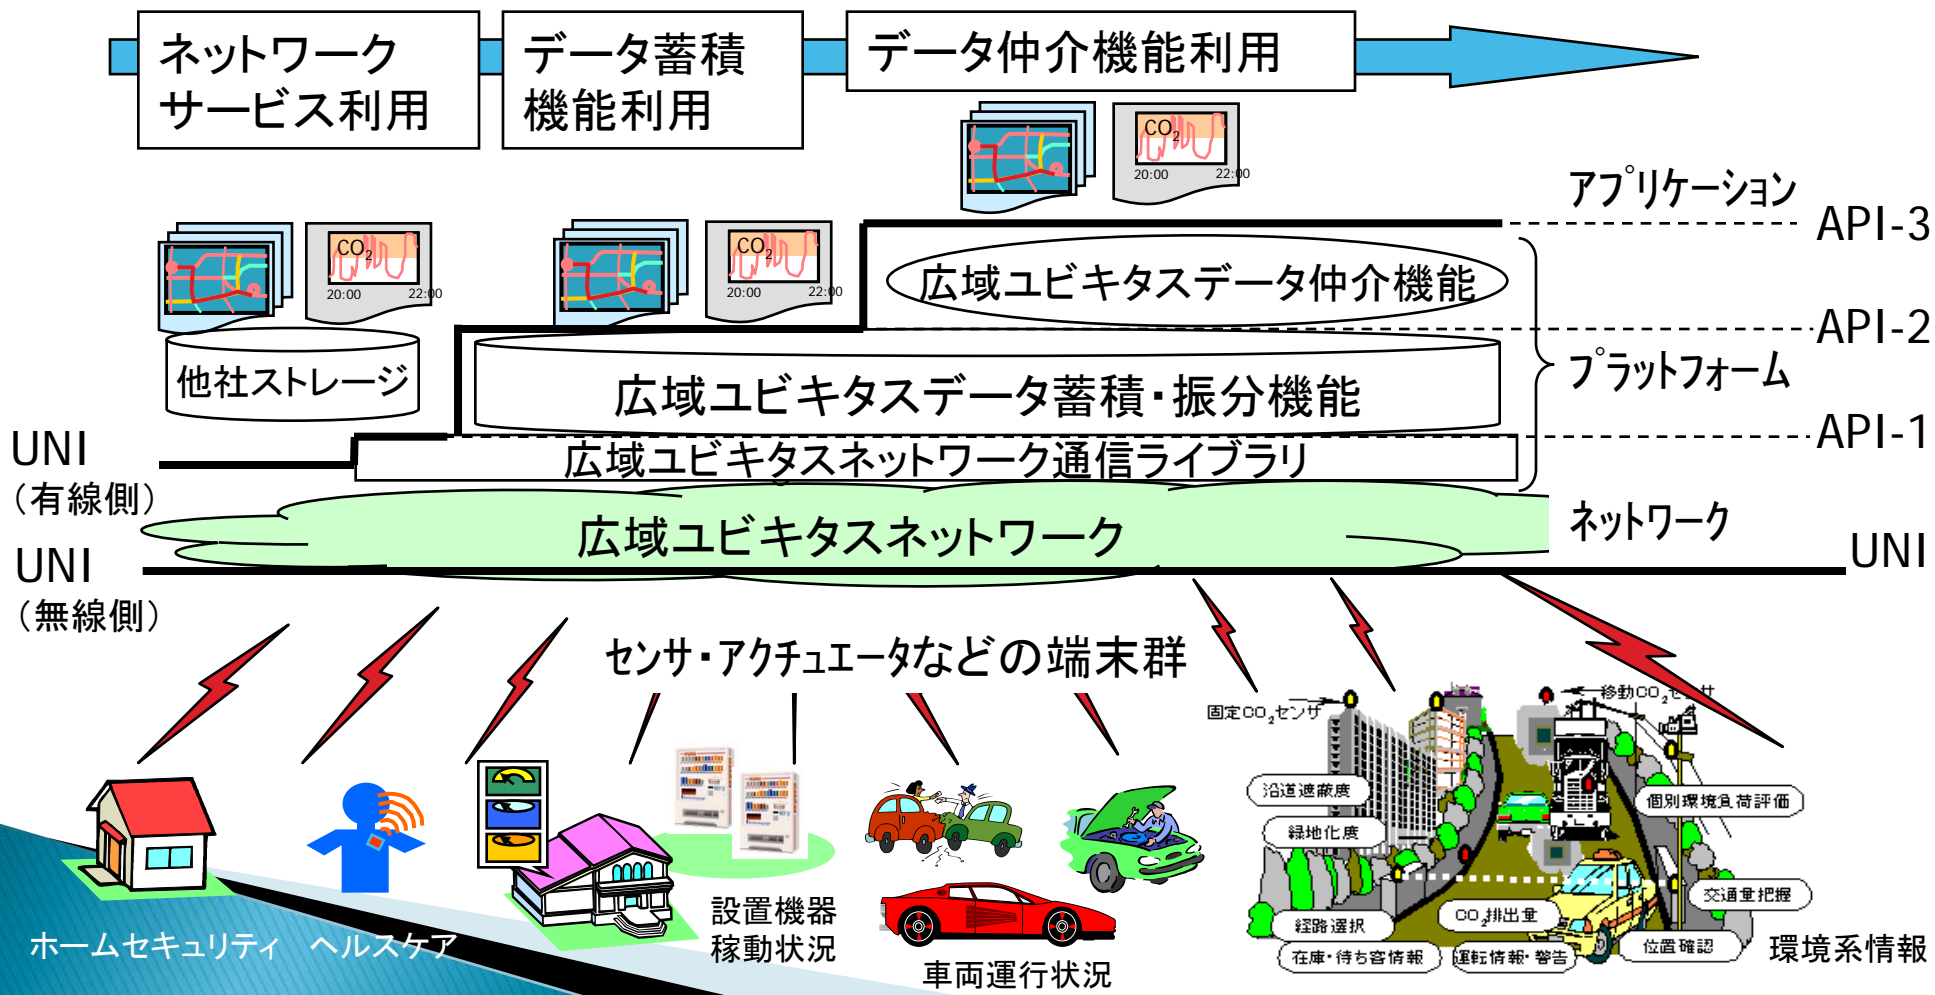 ネットワーク
サービス利用
データ蓄積
機能利用
データ仲介機能利用
CO2
20:00 22:00
アプリケーション
API-3
CO2
20:00 22:00
CO2
20:00 22:00
広域ユビキタスデータ仲介機能
API-2
他社ストレージ
広域ユビキタスデータ蓄積・振分機能
プラットフォーム
API-1
UNI
(有線側)
広域ユビキタスネットワーク通信ライブラリ
広域ユビキタスネットワーク
ネットワーク
UNI
(無線側)
UNI
センサ・アクチュエータなどの端末群
固定CO2センサ
移動CO2センサ
沿道遮蔽度
個別環境負荷評価
緑地化度
交通量把握
経路選択
CO2排出量
位置確認
在庫・待ち客情報
運転情報・警告
環境系情報
設置機器
稼動状況
車両運行状況
ホームセキュリティ
ヘルスケア